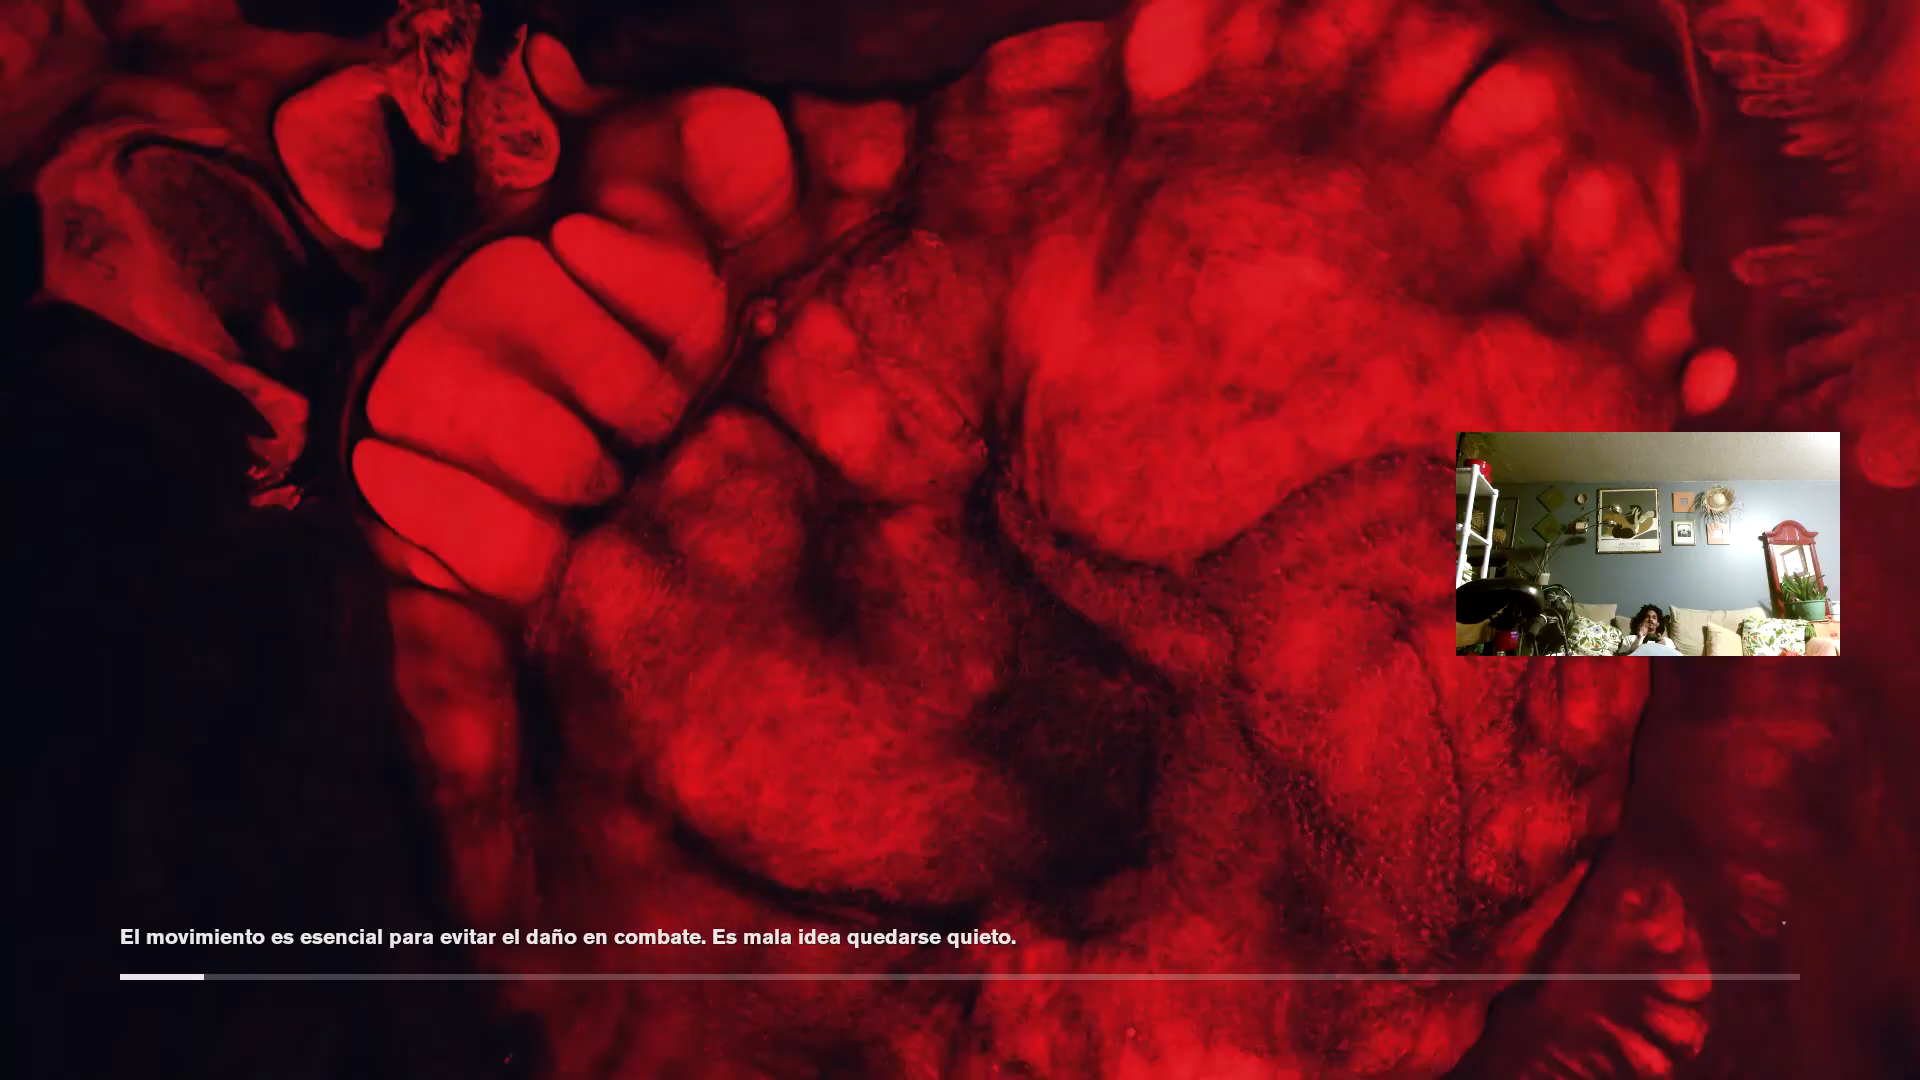 El movimiento es esencial para evitar el daño en combate. Es mala idea quedarse quieto.